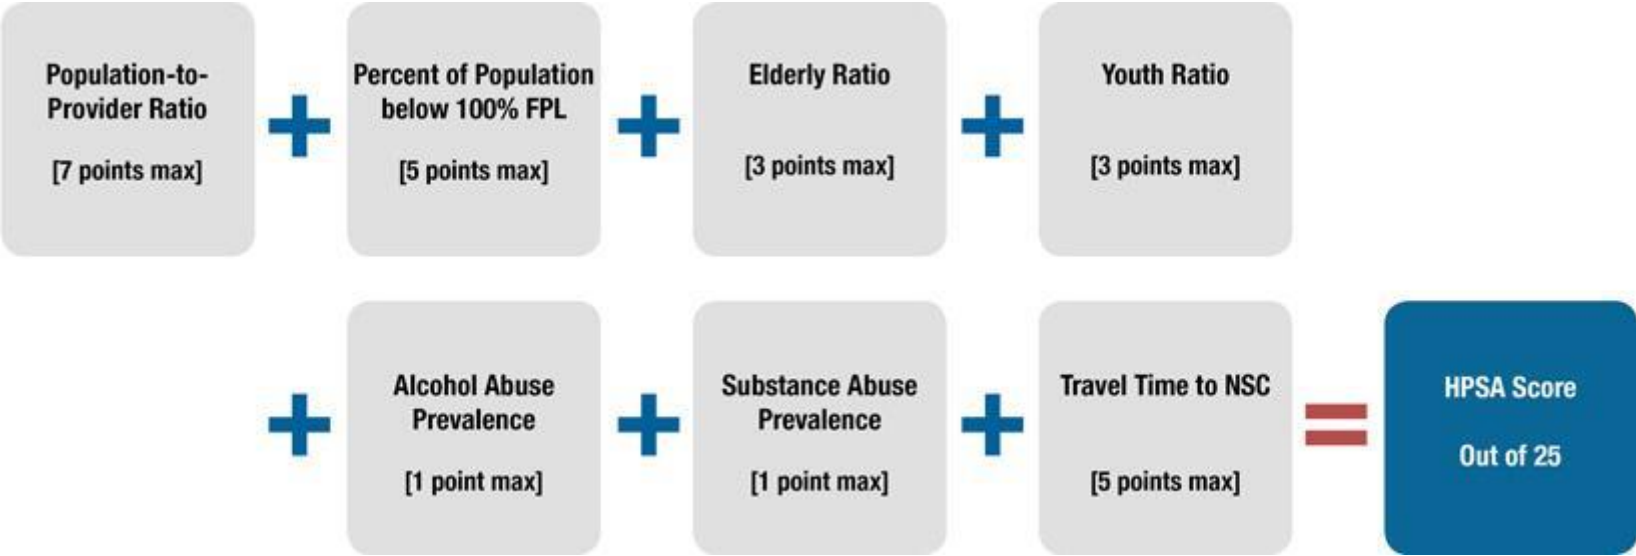 Population-to-
Provider Ratio
[7 points max]
Percent of Population
below 100% FPL
[5 points max]
Elderly Ratio
[3 points max]
Youth Ratio
[3 points max]
Alcohol Abuse
Prevalence
[1 point max]
Substance Abuse
Prevalence
[1 point max]
Travel Time to NSC
[5 points max]
HPSA Score
Out of 25